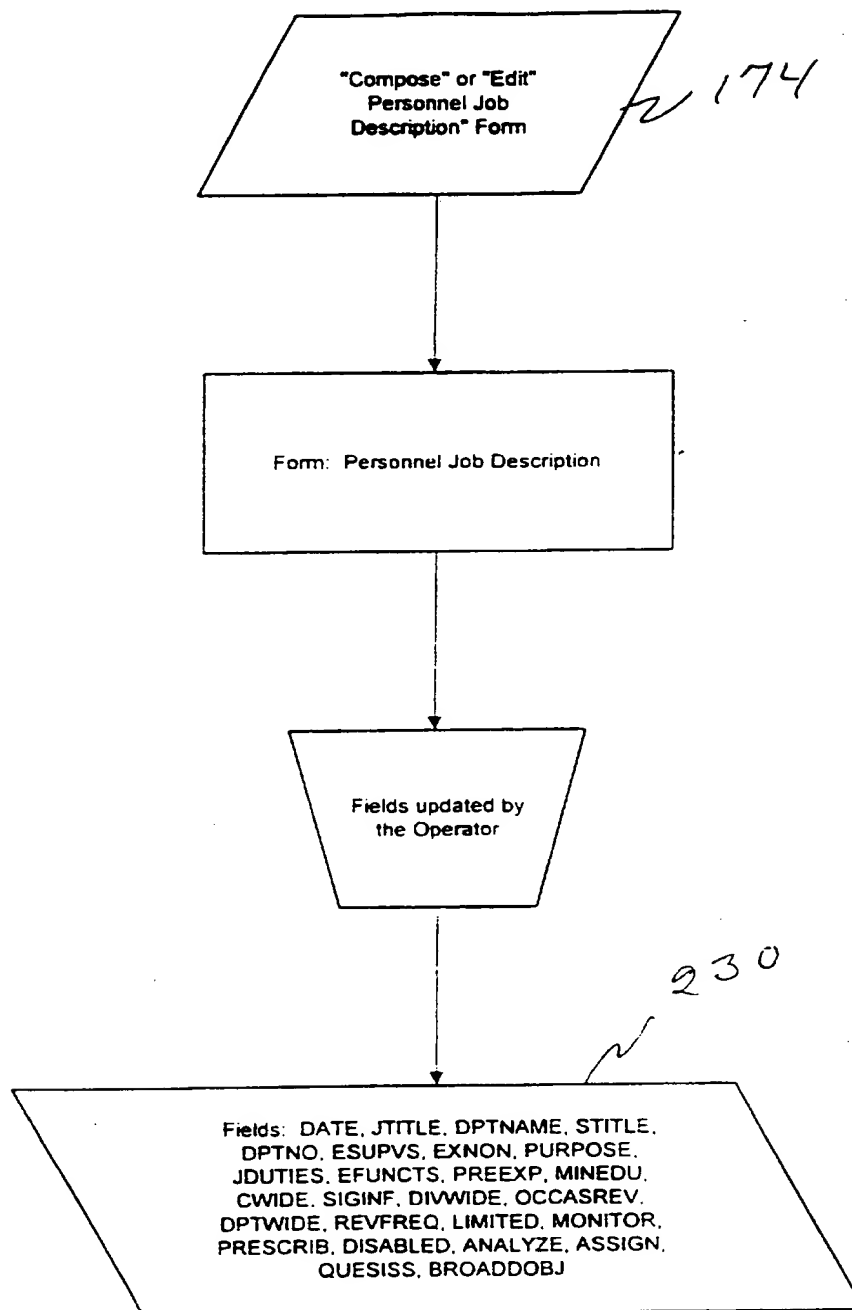 "Compose" or "Edit"
Personnel Job
Description" Form
174
Form: Personnel Job Description
Fields updated by
the Operator
230
Fields: DATE, JTITLE, DPTNAME, STITLE,
DPTNO, ESUPVS, EXNON, PURPOSE,
JDUTIES, EFUNCTS, PREEXP, MINEDU,
CWIDE, SIGINF, DIVWIDE, OCCASREV,
DPTWIDE, REVFREQ, LIMITED, MONITOR,
PRESCRIB, DISABLED, ANALYZE, ASSIGN,
QUESISS, BROADDOBJ